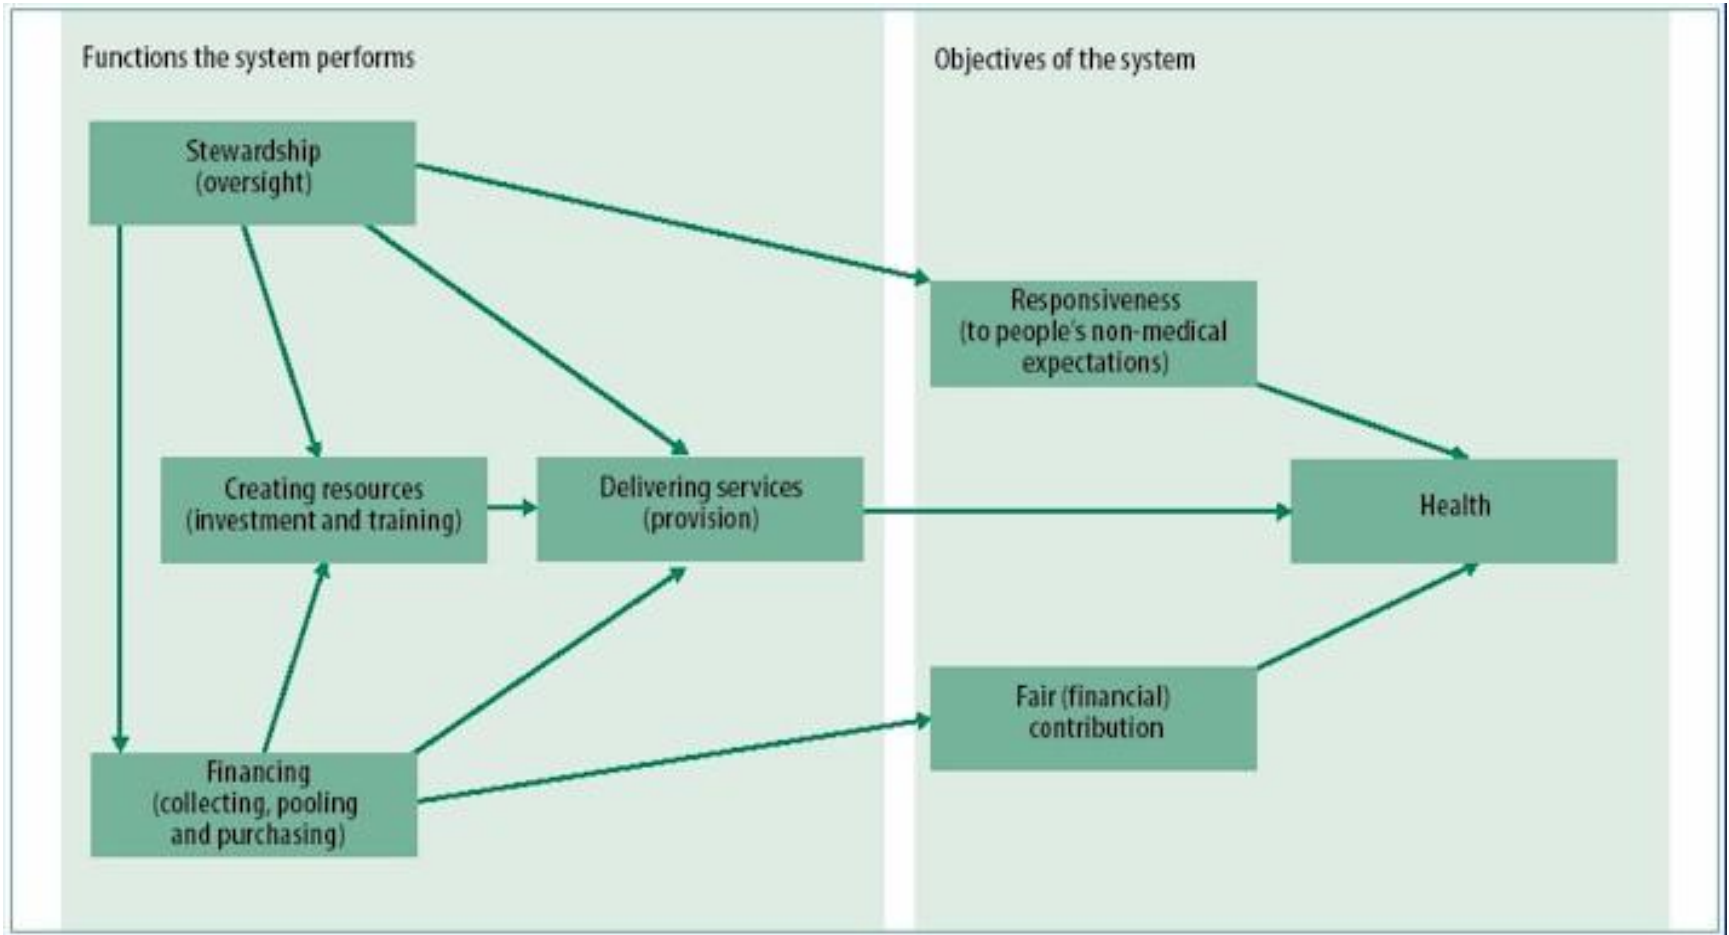 Functions the system performs
Objectives of the system
Stewardship
(oversight)
Responsiveness
(to people's non-medical
expectations)
Creating resources
(investment and training)
Delivering services
(provision)
Health
Fair (financial)
contribution
Financing
(collecting, pooling
and purchasing)